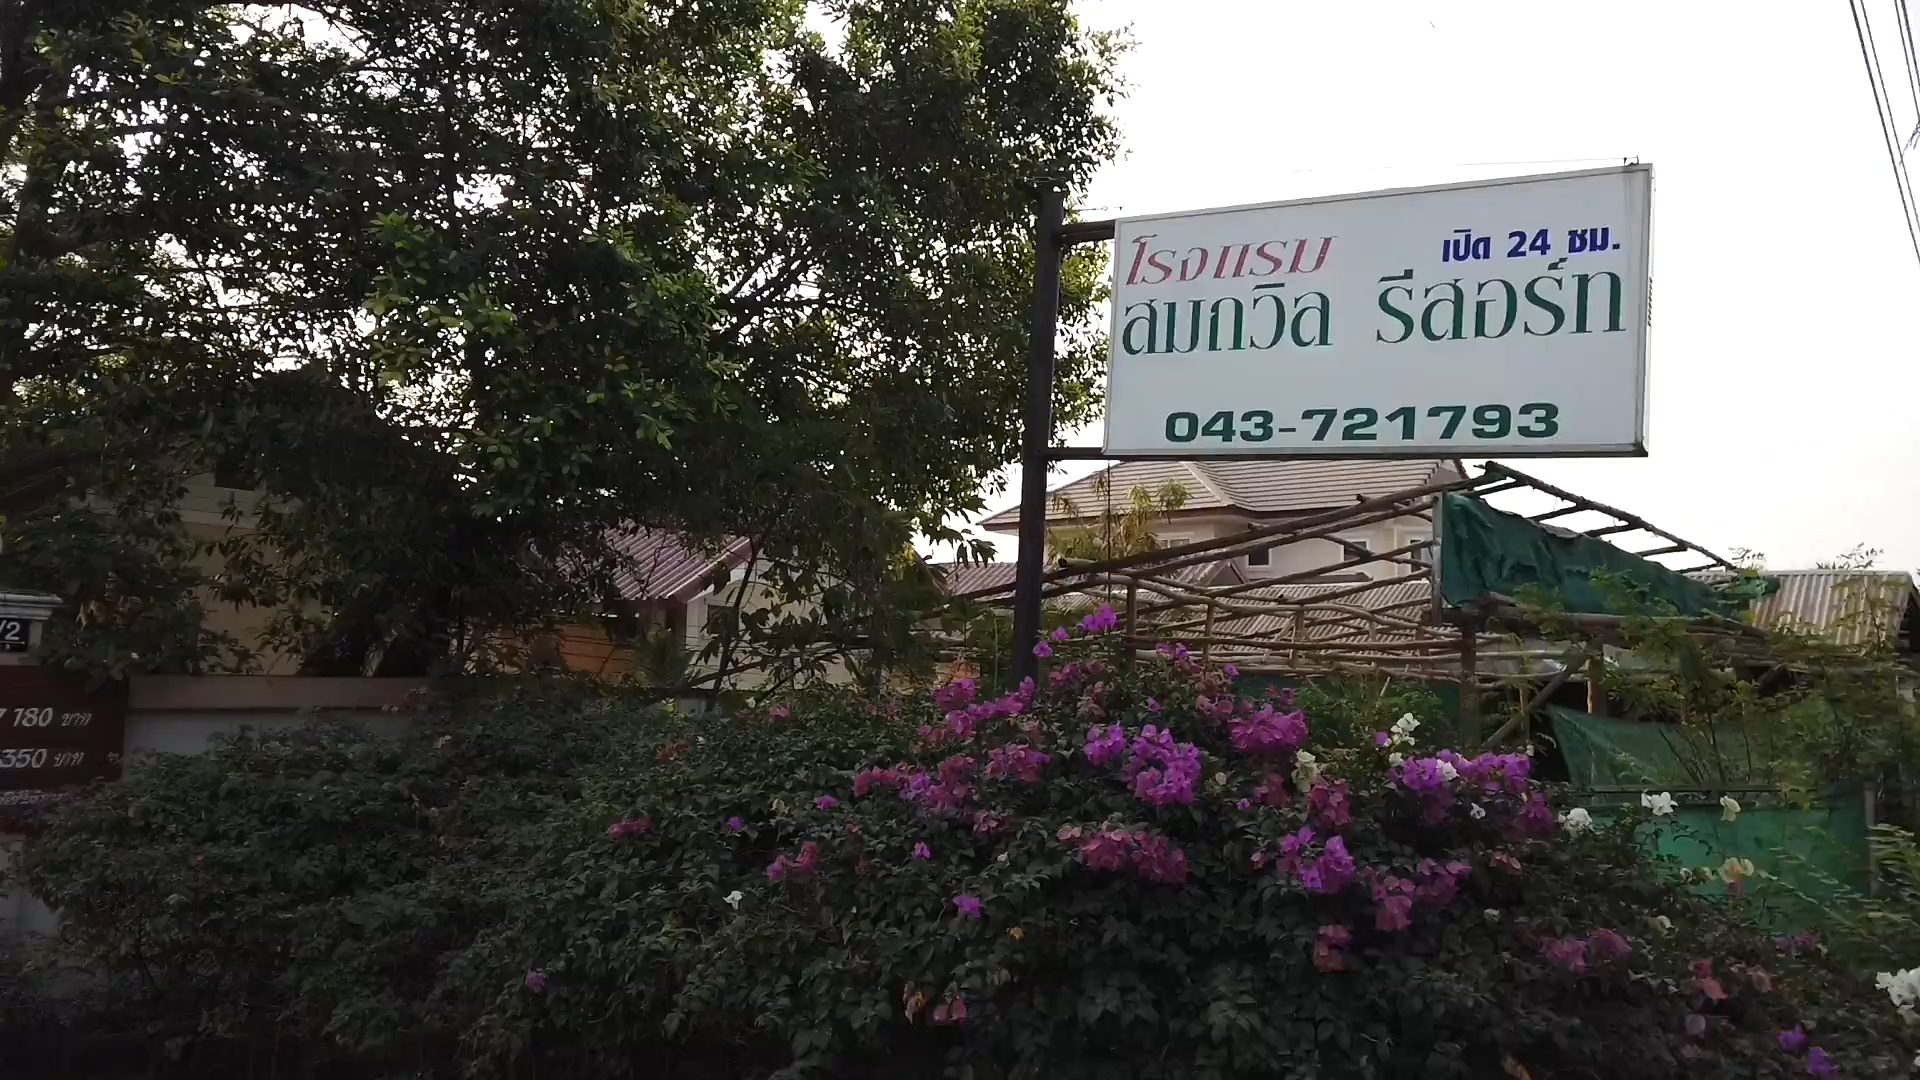 โรงแรม
เปิด 24 ชม.
สมกวิล รีสอร์ท
043-721793
/2
180 บาท
350 บาท